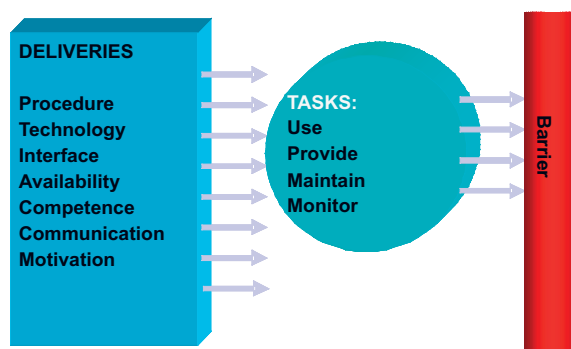 DELIVERIES
Procedure
Technology
Interface
Availability
Competence
Communication
Motivation
TASKS:
Use
Provide
Maintain
Monitor
Barrier